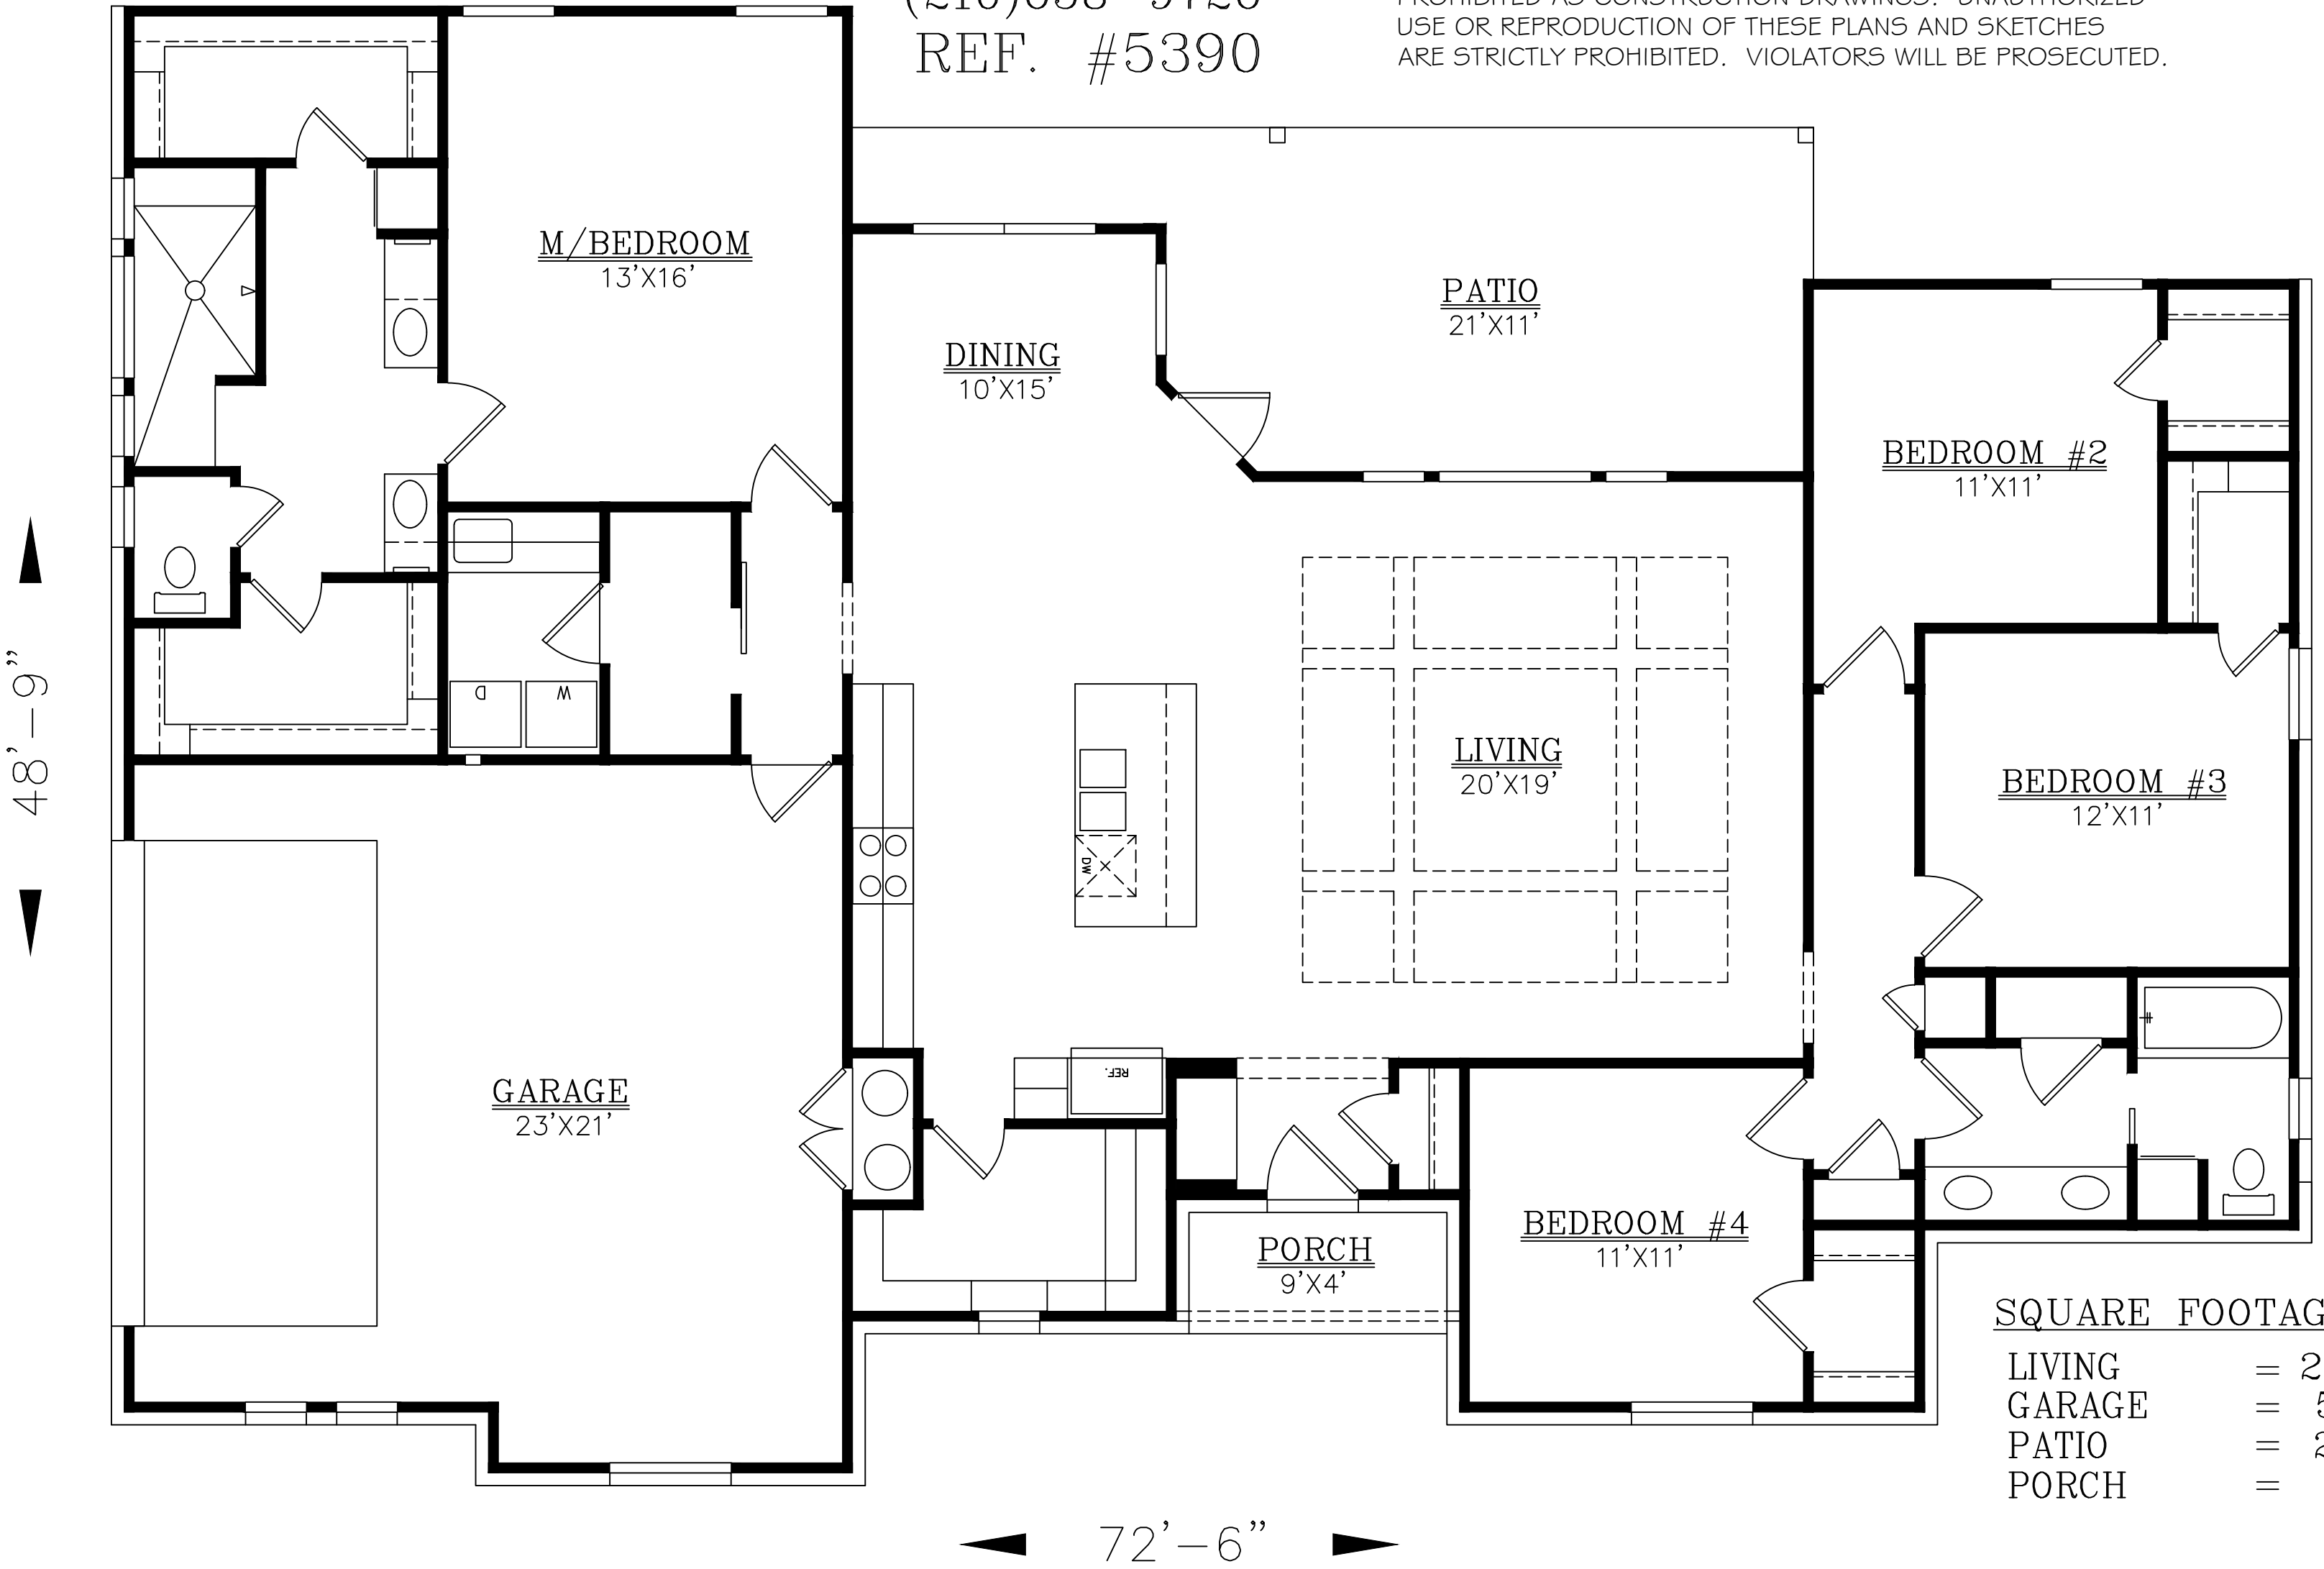 REF. #5390
USE OR REPRODUCTION OF THESE PLANS AND SKETCHES
ARE STRICTLY PROHIBITED. VIOLATORS WILL BE PROSECUTED.
M/BEDROOM
13'X16'
PATIO
21'X11'
DINING
10'X15'
BEDROOM #2
11'X11'
48'-9"
D
W
LIVING
20'X19'
BEDROOM #3
12'X11'
DW
REF.
GARAGE
23'X21'
BEDROOM #4
11'X11'
PORCH
9'X4'
SQUARE
LIVING =
GARAGE =
PATIO =
PORCH =
72'-6"